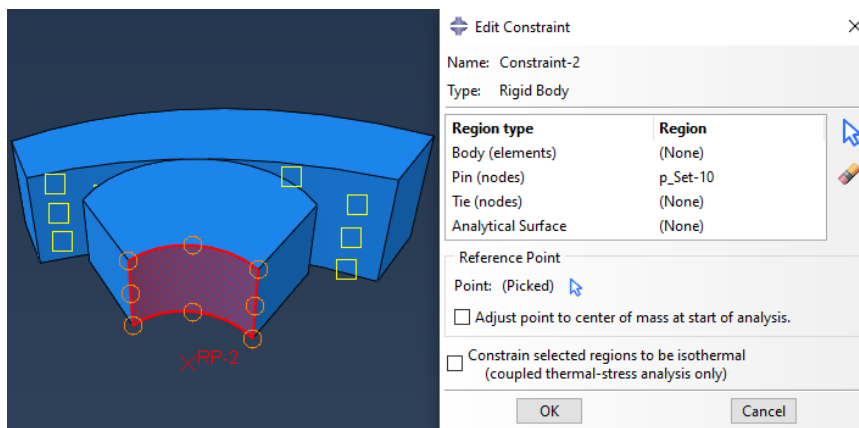 Edit Constraint
Name: Constraint-2
Type: Rigid Body
Region type Region
Body (elements) (None)
Pin (nodes) p_Set-10
Tie (nodes) (None)
Analytical Surface (None)
Reference Point
Point: (Picked)
Adjust point to center of mass at start of analysis.
Constrain selected regions to be isothermal
(coupled thermal-stress analysis only)
OK Cancel
RP-2